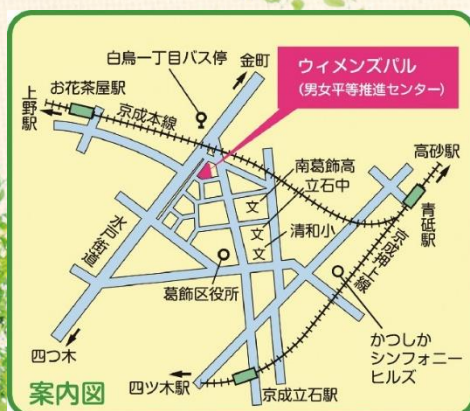 白鳥一丁目バス停
金町
ウィメンズパル
(男女平等推進センター)
お花茶屋駅
上野駅
京成本線
高砂駅
南葛飾高
立石中
文
清和小
文
文
青砥駅
水戸街道
京成押上線
葛飾区役所
四つ木
かつしか
シンフォニー
ヒルズ
四ツ木駅
京成立石駅
案内図